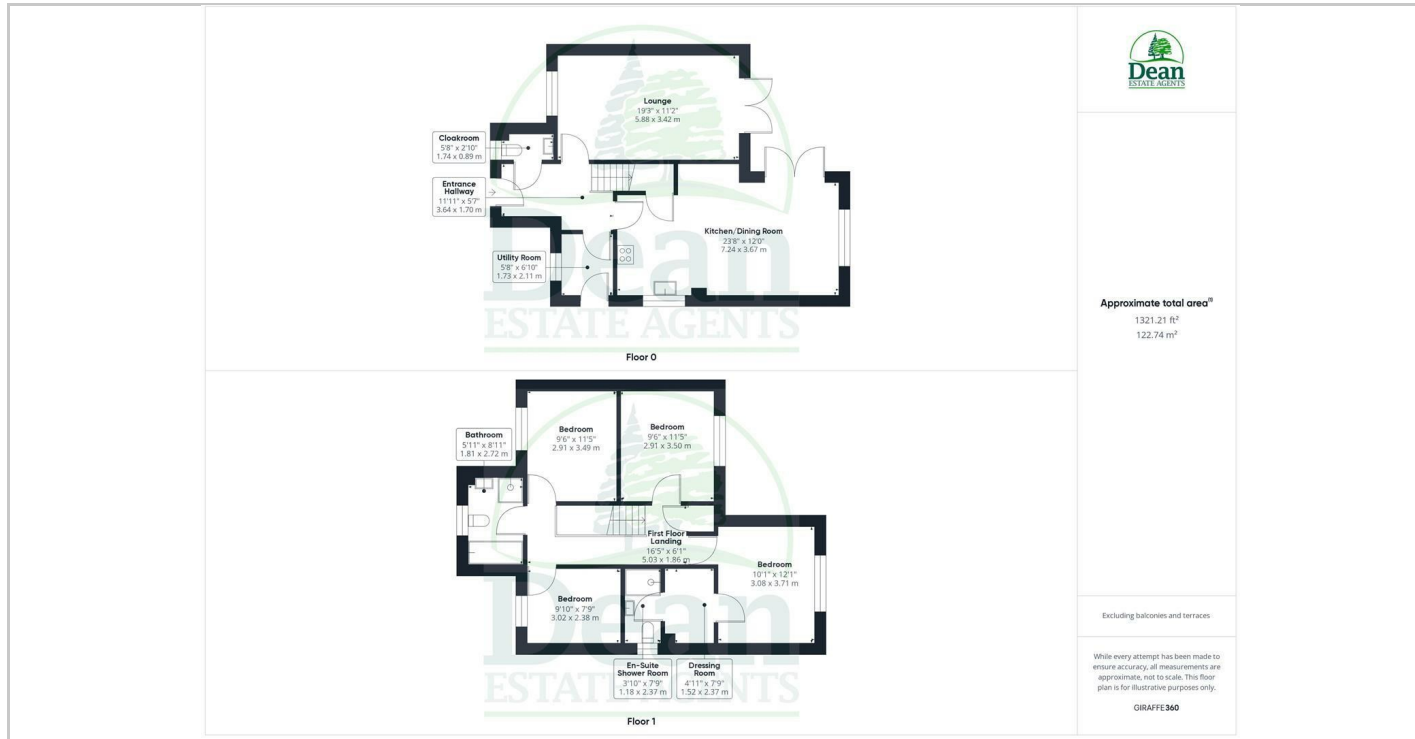 Lounge
19'3" x 11'2"
5.88 x 3.42 m
Cloakroom
5'8" x 2'10"
1.74 x 0.89 m
Entrance
Hallway
11'11" x 5'7"
3.64 x 1.70 m
Kitchen/Dining Room
23'8" x 12'0"
7.24 x 3.67 m
Utility Room
5'8" x 6'10"
1.73 x 2.11 m
Dean
ESTATE AGENTS
Floor 0
Bedroom
9'6" x 11'5"
2.91 x 3.49 m
Bedroom
9'6" x 11'5"
2.91 x 3.50 m
Bathroom
5'11" x 8'11"
1.81 x 2.72 m
First Floor
Landing
16'5" x 6'1"
5.03 x 1.86 m
Bedroom
10'1" x 12'1"
3.08 x 3.71 m
Bedroom
9'10" x 7'9"
3.02 x 2.38 m
En-Suite
Shower Room
3'10" x 7'9"
1.18 x 2.37 m
Dressing
Room
4'11" x 7'9"
1.52 x 2.37 m
Dean
ESTATE AGENTS
Floor 1
Dean
ESTATE AGENTS
Approximate total area⁽¹⁾
1321.21 ft²
122.74 m²
Excluding balconies and terraces
While every attempt has been made to
ensure accuracy, all measurements are
approximate, not to scale. This floor
plan is for illustrative purposes only.
GIRAFFE360